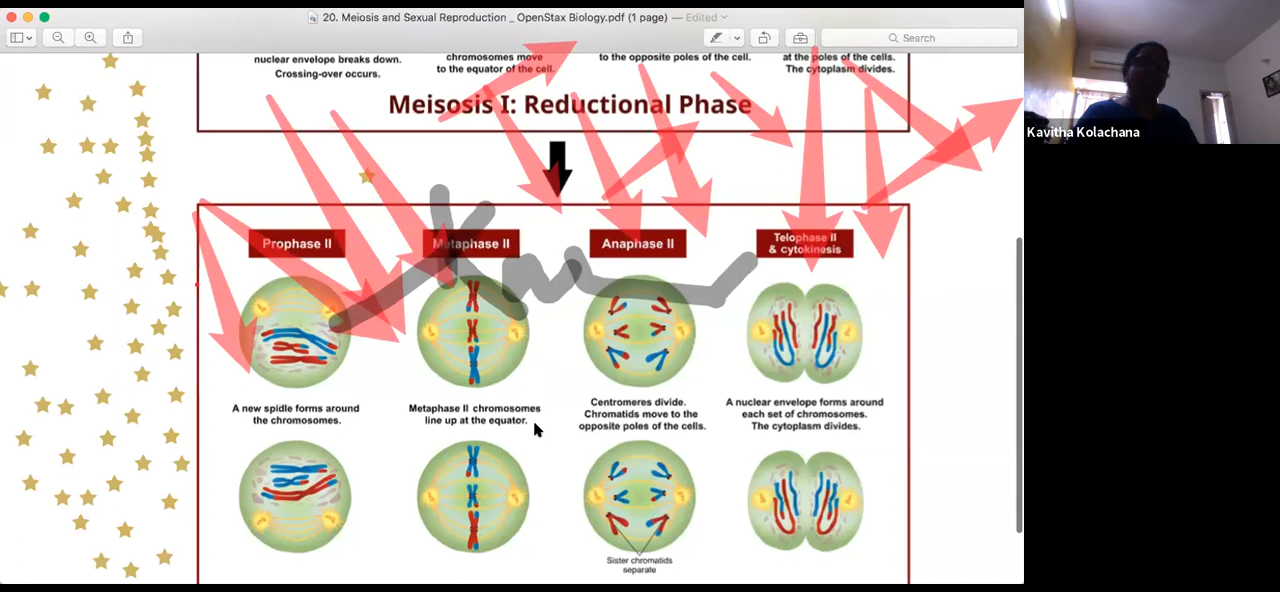 20. Meiosis and Sexual Reproduction _ OpenStax Biology.pdf (1 page) — Edited
Search
nuclear envelope breaks down.
Crossing-over occurs.
chromosomes move
to the equator of the cell.
to the opposite poles of the cell.
at the poles of the cells.
The cytoplasm divides.
Kavitha Kolachana
Meisosis I: Reductional Phase
Prophase II
Metaphase II
Anaphase II
Telophase II
& cytokinesis
A new spidle forms around
the chromosomes.
Metaphase II chromosomes
line up at the equator.
Centromeres divide.
Chromatids move to the
opposite poles of the cells.
A nuclear envelope forms around
each set of chromosomes.
The cytoplasm divides.
Sister chromatids
separate